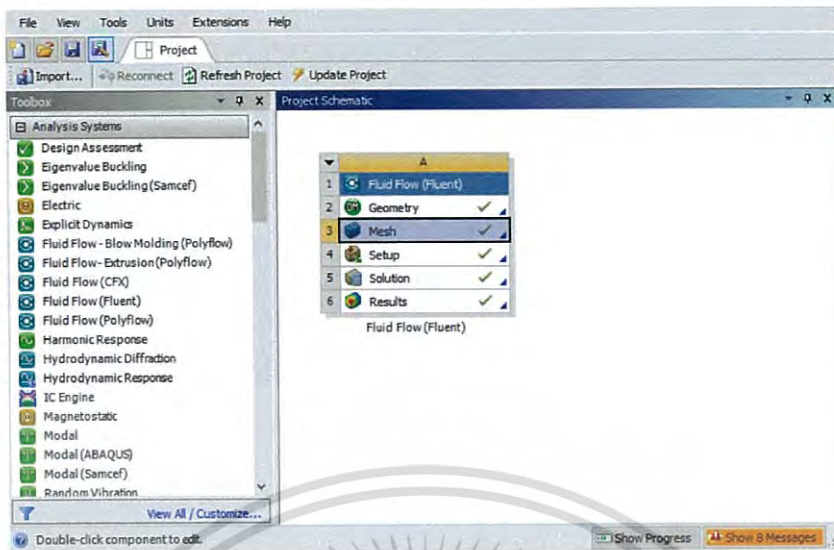 File View Tools Units Extensions Help
Project
Import... Reconnect Refresh Project Update Project
Toolbox
Project Schematic
Analysis Systems
Design Assessment
Eigenvalue Buckling
Eigenvalue Buckling (Samcef)
Electric
Explicit Dynamics
Fluid Flow - Blow Molding (Polyflow)
Fluid Flow - Extrusion (Polyflow)
Fluid Flow (CFX)
Fluid Flow (Fluent)
Fluid Flow (Polyflow)
Harmonic Response
Hydrodynamic Diffraction
Hydrodynamic Response
IC Engine
Magnetostatic
Modal
Modal (ABAQUS)
Modal (Samcef)
Random Vibration
View All / Customize...
A
1 Fluid Flow (Fluent)
2 Geometry
3 Mesh
4 Setup
5 Solution
6 Results
Fluid Flow (Fluent)
Double-click component to edit.
Show Progress Show 8 Messages